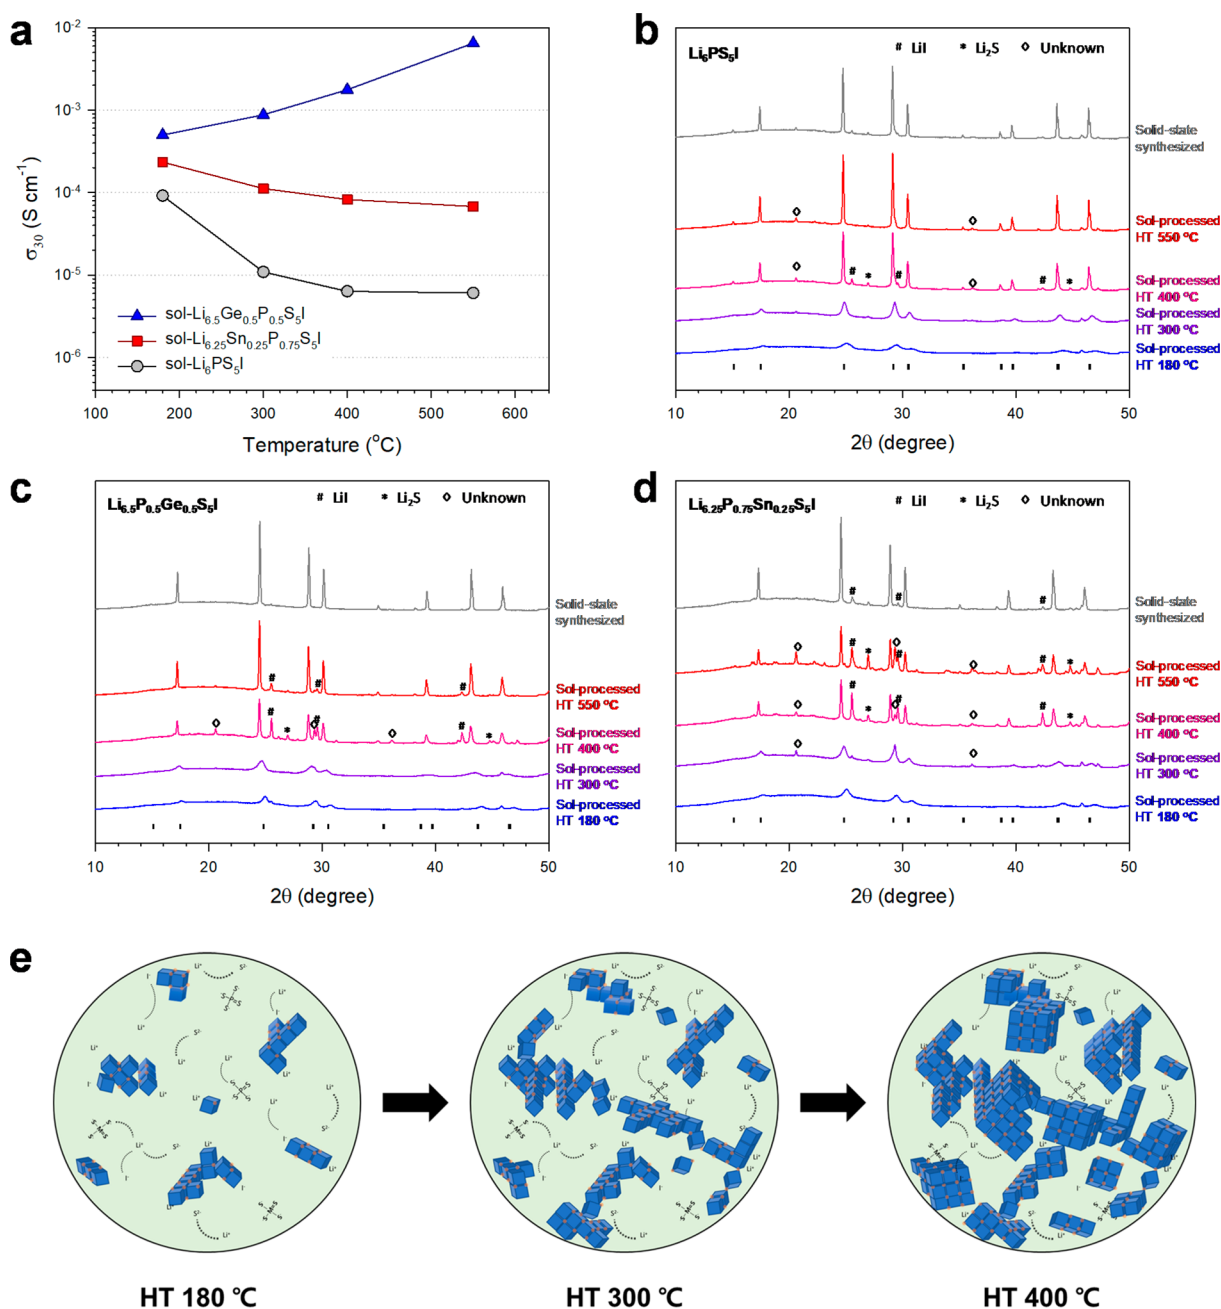 a
10⁻²
10⁻³
10⁻⁴
10⁻⁵
10⁻⁶
σ₃₀ (S cm⁻¹)
sol-Li₆.₅Ge₀.₅P₀.₅S₅I
sol-Li₆.₂₅Sn₀.₂₅P₀.₇₅S₅I
sol-Li₆PS₅I
100 200 300 400 500 600
Temperature (°C)
b
Li₆PS₅I
# LiI * Li₂S ◇ Unknown
Solid-state
synthesized
Sol-processed
HT 550 °C
Sol-processed
HT 400 °C
Sol-processed
HT 300 °C
Sol-processed
HT 180 °C
10 20 30 40 50
2θ (degree)
c
Li₆.₅P₀.₅Ge₀.₅S₅I
# LiI * Li₂S ◇ Unknown
Solid-state
synthesized
Sol-processed
HT 550 °C
Sol-processed
HT 400 °C
Sol-processed
HT 300 °C
Sol-processed
HT 180 °C
10 20 30 40 50
2θ (degree)
d
Li₆.₂₅P₀.₇₅Sn₀.₂₅S₅I
# LiI * Li₂S ◇ Unknown
Solid-state
synthesized
Sol-processed
HT 550 °C
Sol-processed
HT 400 °C
Sol-processed
HT 300 °C
Sol-processed
HT 180 °C
10 20 30 40 50
2θ (degree)
e
HT 180 ℃
HT 300 ℃
HT 400 ℃